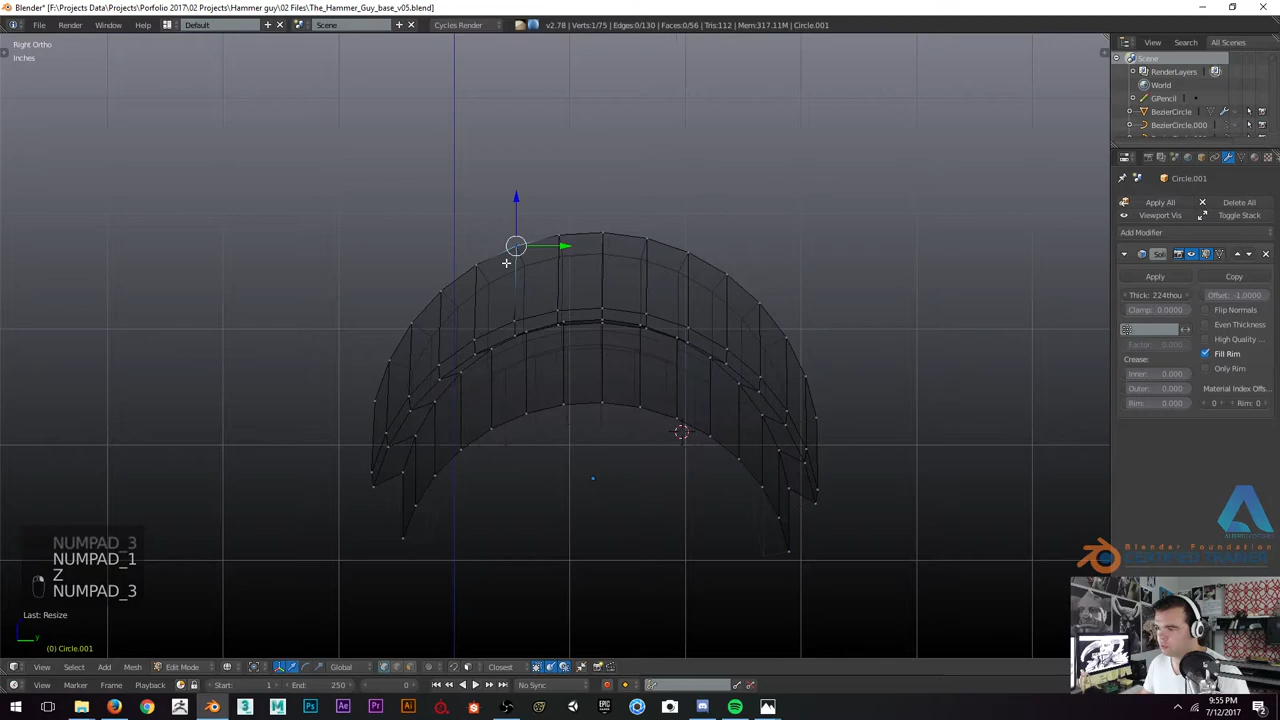 Blender* [F:\Projects Data\Projects\Porfolio 2017\02 Projects\Hammer guy\02 Files\The_Hammer_Guy_base_v05.blend]
File Render Window Help Default Scene Cycles Render v2.78 | Verts:1/75 | Edges:0/130 | Faces:0/56 | Tris:112 | Mem:317.11M | Circle.001
View Search All Scenes
Right Ortho
Inches
Scene
RenderLayers
World
GPencil
BezierCircle
BezierCircle.000
Circle.001
Apply All Delete All
Viewport Vis Toggle Stack
Add Modifier
Apply Copy
Thick: 224thou Offset: -1.0000
Clamp: 0.0000 Flip Normals
Even Thickness
High Quality ...
Factor: 0.000
Fill Rim
Crease:
Only Rim
Inner: 0.000
Outer: 0.000 Material Index Offs...
Rim: 0.000 0 Rim: 0
NUMPAD_3
NUMPAD_1
Z
NUMPAD_3
Last: Resize
y
(0) Circle.001
Blender Foundation
CERTIFIED TRAINER
View Select Add Mesh Edit Mode Global Closest
View Marker Frame Playback Start: 1 End: 250 0 No Sync
9:55 PM
7/12/2017